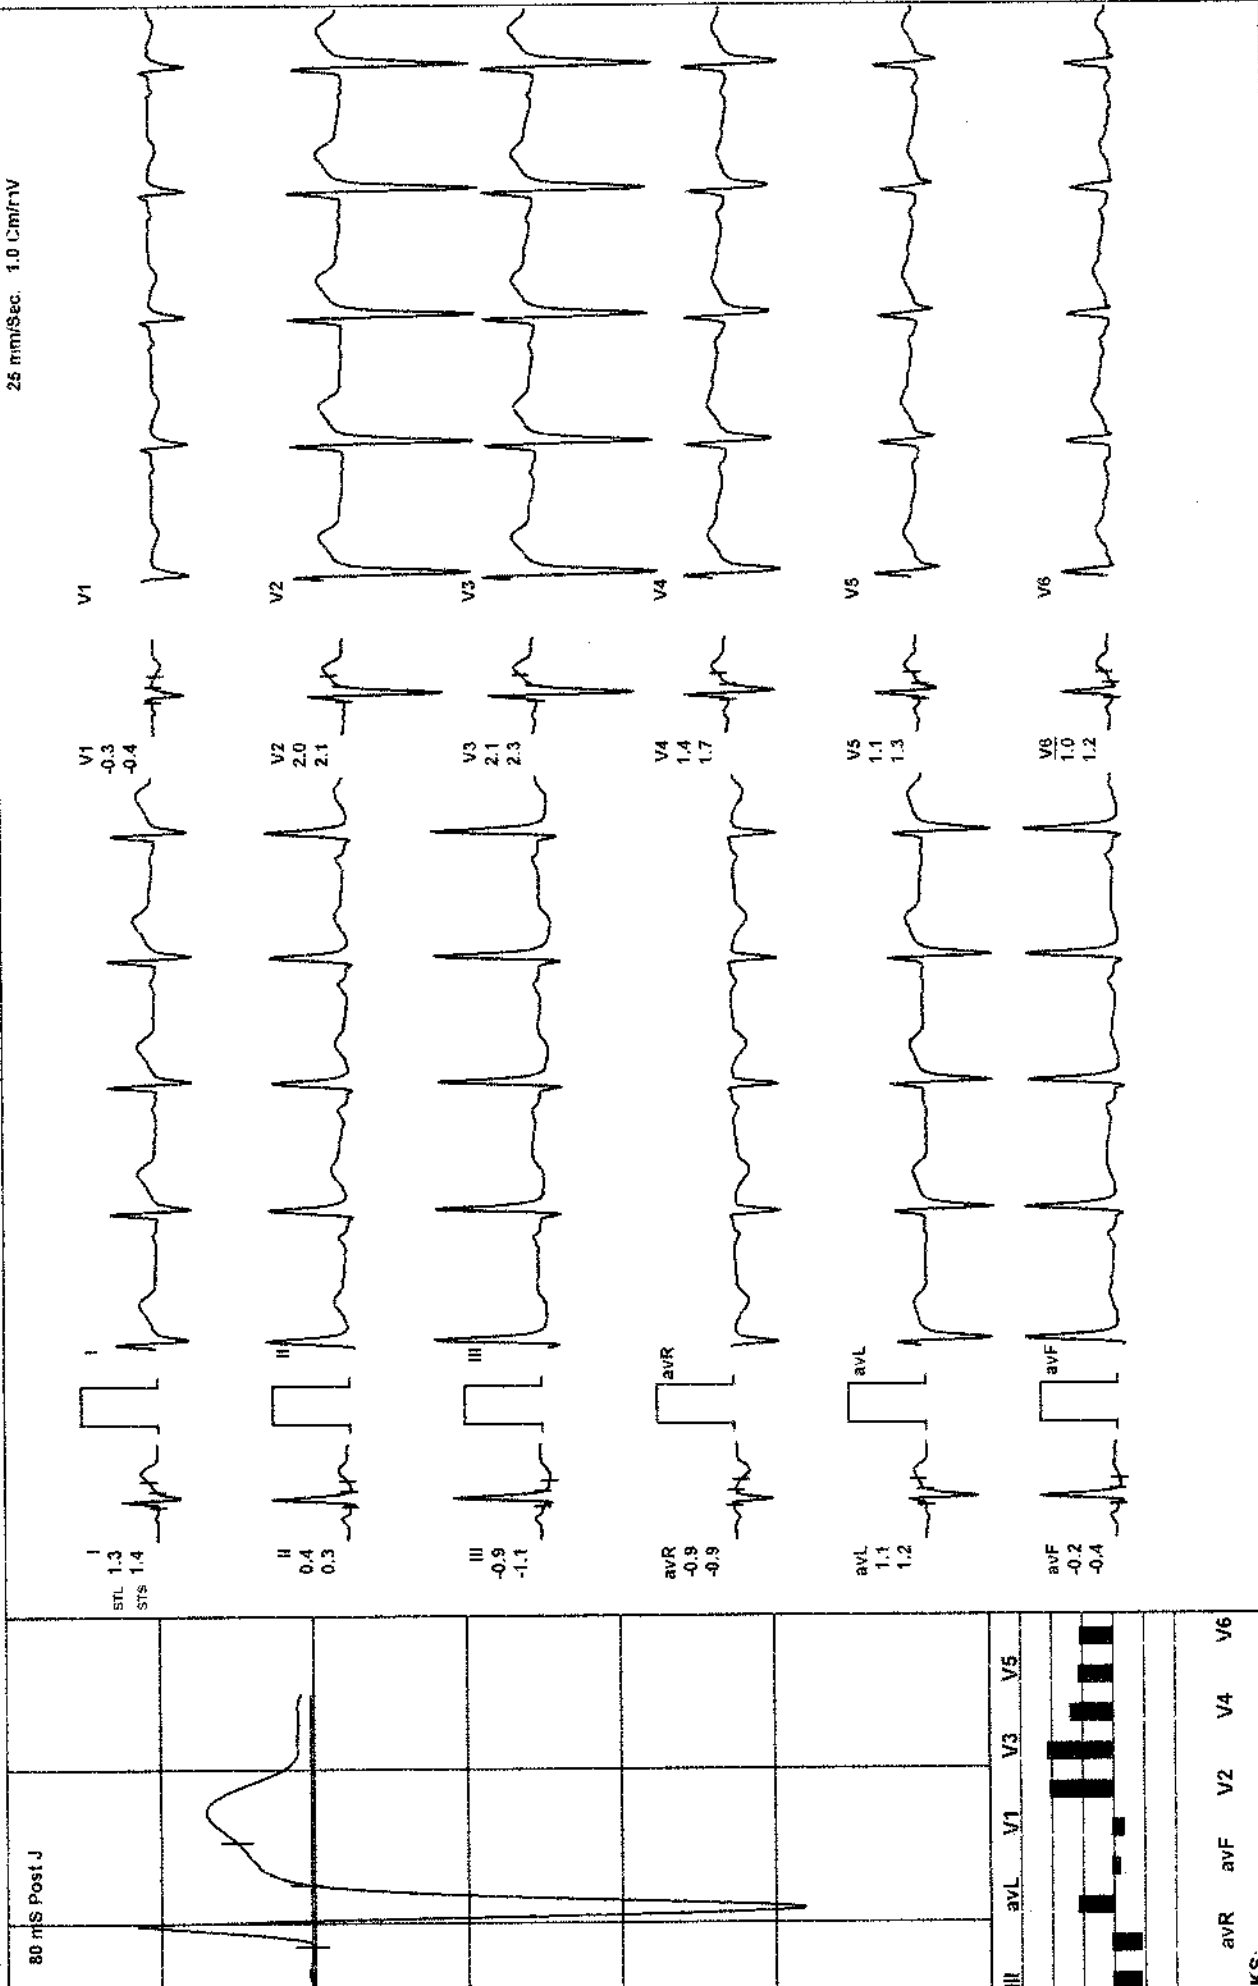 25 mm/Sec. 1.0 Cm/mV
80 mS Post J
I
STL 1.3
STS 1.4
I
V1
-0.3
-0.4
V1
II
0.4
0.3
II
V2
2.0
2.1
V2
III
-0.9
-1.1
III
V3
2.1
2.3
V3
avR
-0.9
-0.9
avR
V4
1.4
1.7
V4
avL
1.1
1.2
avL
V5
1.1
1.3
V5
avF
-0.2
-0.4
avF
V6
1.0
1.2
V6
III avL V1 V3 V5
avR avF V2 V4 V6